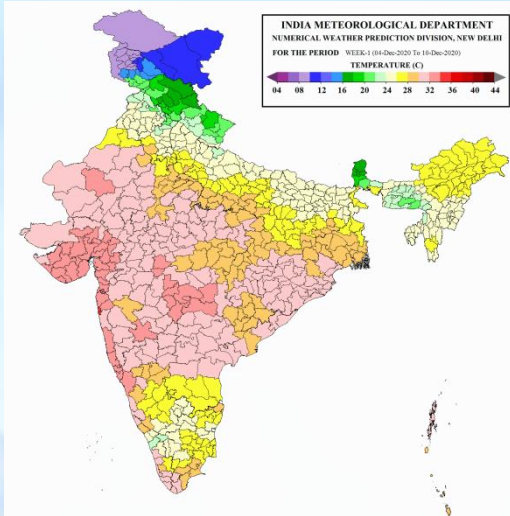 INDIA METEOROLOGICAL DEPARTMENT
NUMERICAL WEATHER PREDICTION DIVISION, NEW DELHI
FOR THE PERIOD WEEK-1 (04-Dec-2020 To 10-Dec-2020)
TEMPERATURE (C)
04 08 10 12 16 20 24 28 32 36 40 44